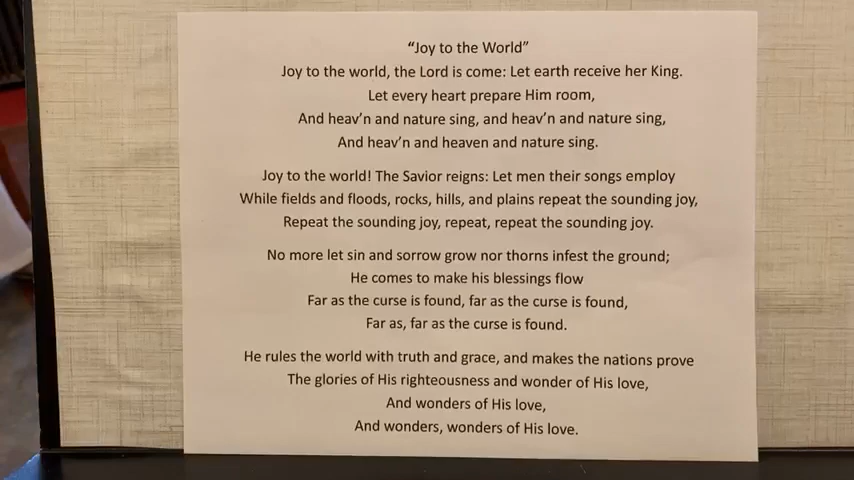 “Joy to the World”
Joy to the world, the Lord is come: Let earth receive her King.
Let every heart prepare Him room,
And heav’n and nature sing, and heav’n and nature sing,
And heav’n and heaven and nature sing.
Joy to the world! The Savior reigns: Let men their songs employ
While fields and floods, rocks, hills, and plains repeat the sounding joy,
Repeat the sounding joy, repeat, repeat the sounding joy.
No more let sin and sorrow grow nor thorns infest the ground;
He comes to make his blessings flow
Far as the curse is found, far as the curse is found,
Far as, far as the curse is found.
He rules the world with truth and grace, and makes the nations prove
The glories of His righteousness and wonder of His love,
And wonders of His love,
And wonders, wonders of His love.